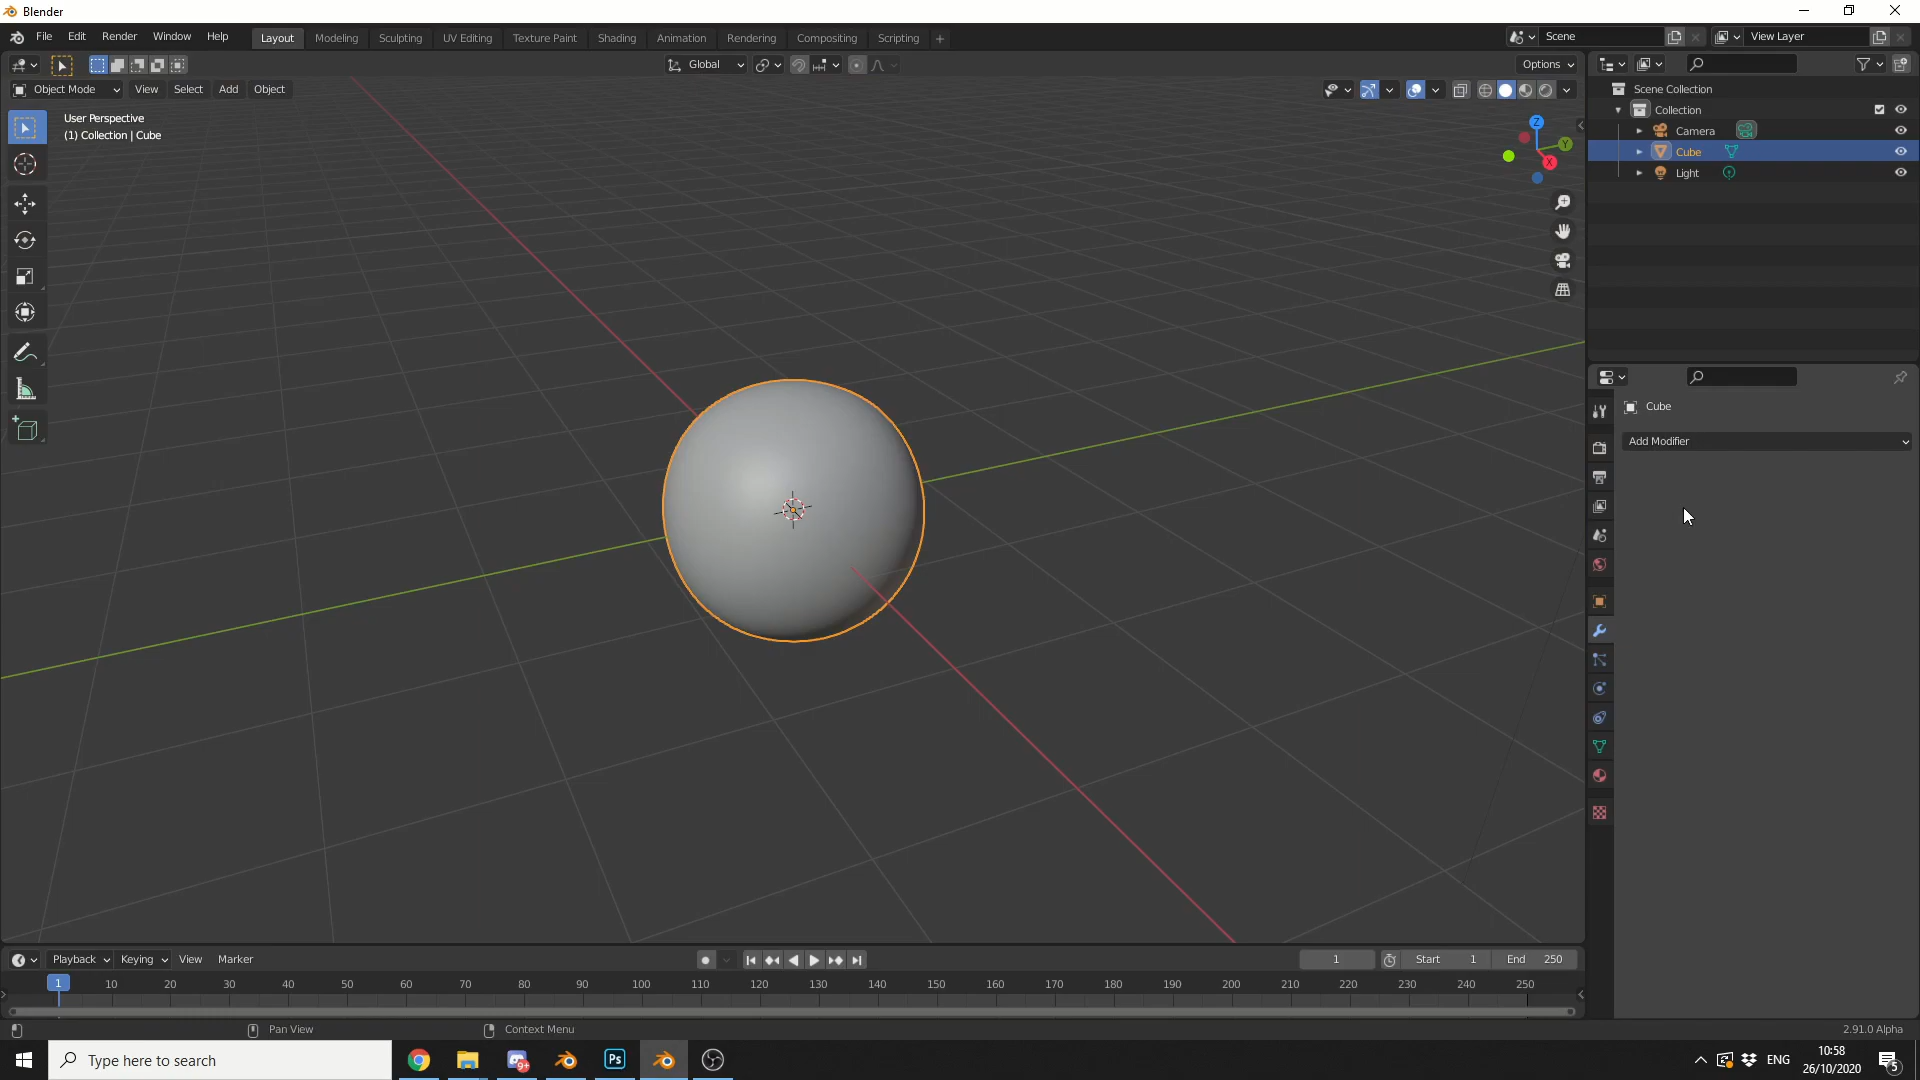 Blender
File Edit Render Window Help Layout Modeling Sculpting UV Editing Texture Paint Shading Animation Rendering Compositing Scripting + Scene View Layer
Global Options
Object Mode View Select Add Object
User Perspective
(1) Collection | Cube
Z
Y
X
Scene Collection
Collection
Camera
Cube
Light
Cube
Add Modifier
Playback Keying View Marker 1 Start 1 End 250
1 10 20 30 40 50 60 70 80 90 100 110 120 130 140 150 160 170 180 190 200 210 220 230 240 250
Pan View Context Menu 2.91.0 Alpha
Type here to search 9+ Ps ENG 10:58
26/10/2020 5